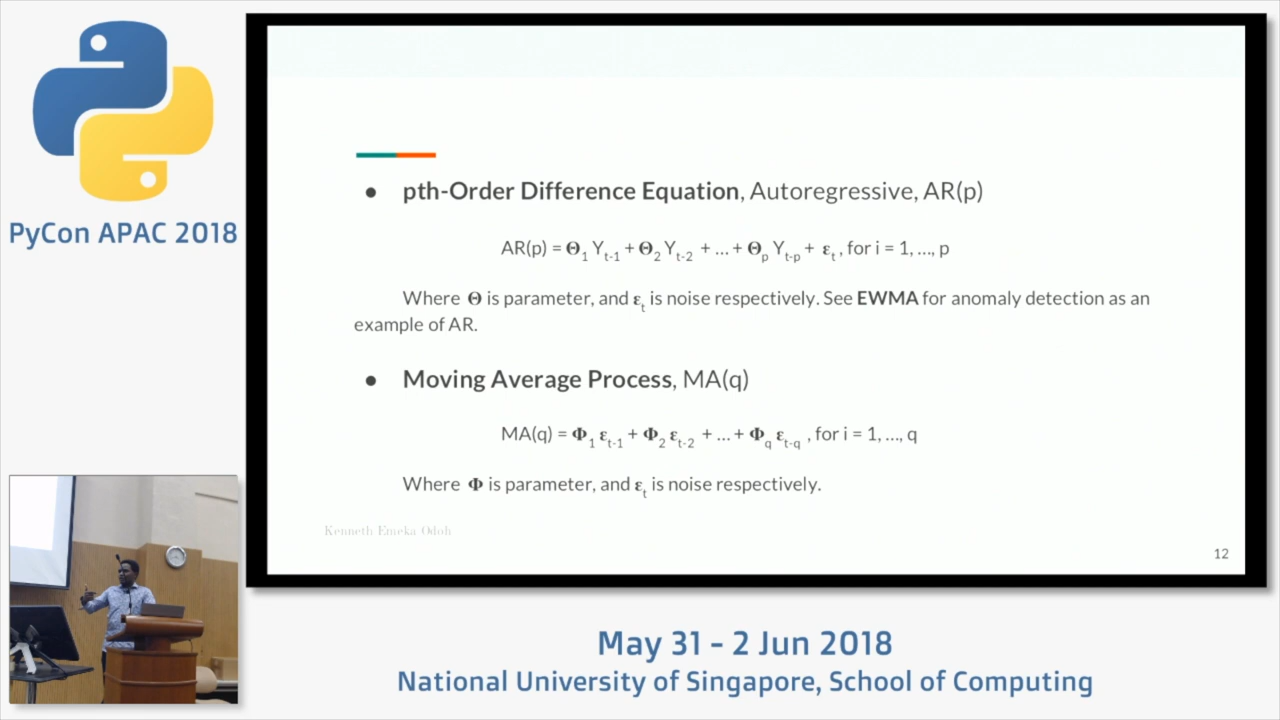 PyCon APAC 2018
● pth-Order Difference Equation, Autoregressive, AR(p)
AR(p) = Θ₁ Yₜ₋₁ + Θ₂ Yₜ₋₂ + ... + Θₚ Yₜ₋ₚ + εₜ , for i = 1, ..., p
Where Θ is parameter, and εₜ is noise respectively. See EWMA for anomaly detection as an
example of AR.
● Moving Average Process, MA(q)
MA(q) = Φ₁ εₜ₋₁ + Φ₂ εₜ₋₂ + ... + Φ_q ε_t-q , for i = 1, ..., q
Where Φ is parameter, and εₜ is noise respectively.
Kenneth Emeka Odoh
12
May 31 - 2 Jun 2018
National University of Singapore, School of Computing